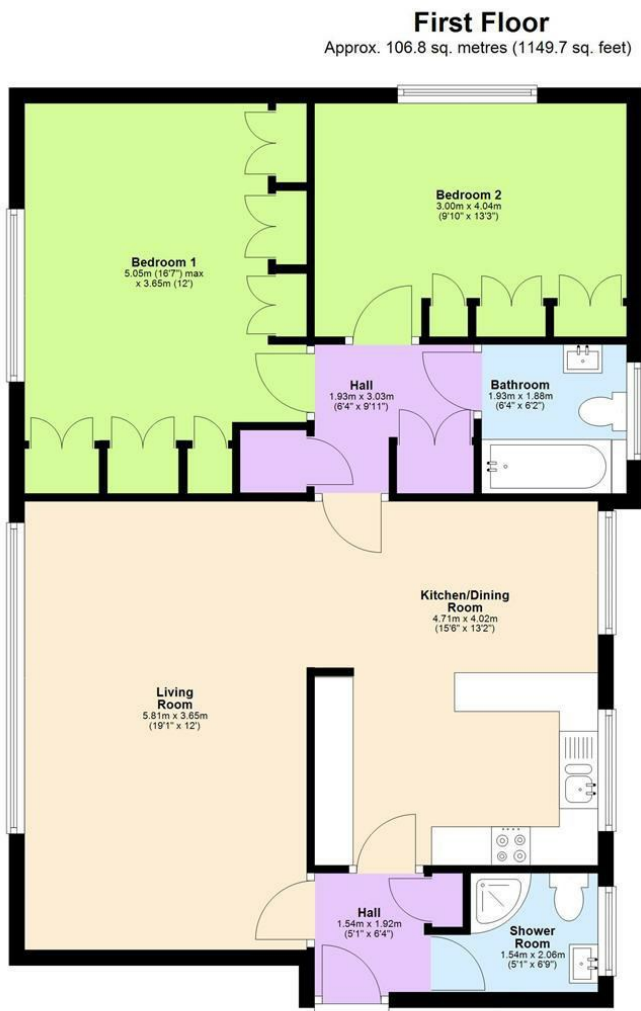 First Floor
Approx. 106.8 sq. metres (1149.7 sq. feet)
Bedroom 2
3.00m x 4.04m
(9'10" x 13'3")
Bedroom 1
5.05m (16'7") max
x 3.65m (12')
Hall
1.93m x 3.03m
(6'4" x 9'11")
Bathroom
1.93m x 1.88m
(6'4" x 6'2")
Kitchen/Dining
Room
4.71m x 4.02m
(15'6" x 13'2")
Living
Room
5.81m x 3.65m
(19'1" x 12')
Hall
1.54m x 1.92m
(5'1" x 6'4")
Shower
Room
1.54m x 2.06m
(5'1" x 6'9")